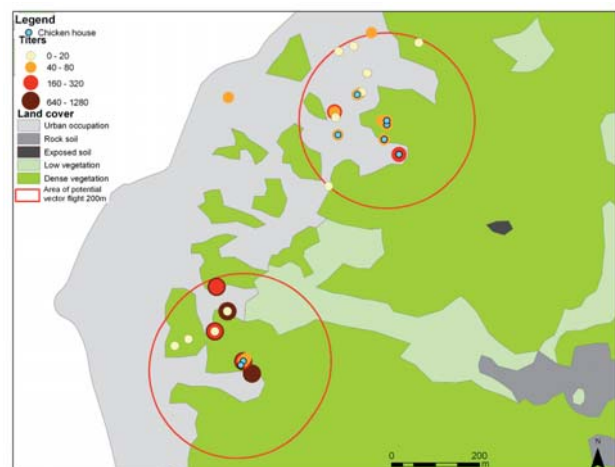 Legend
Chicken house
Titers
0 - 20
40 - 80
160 - 320
640 - 1280
Land cover
Urban occupation
Rock soil
Exposed soil
Low vegetation
Dense vegetation
Area of potential
vector flight 200m
N
0 200
m